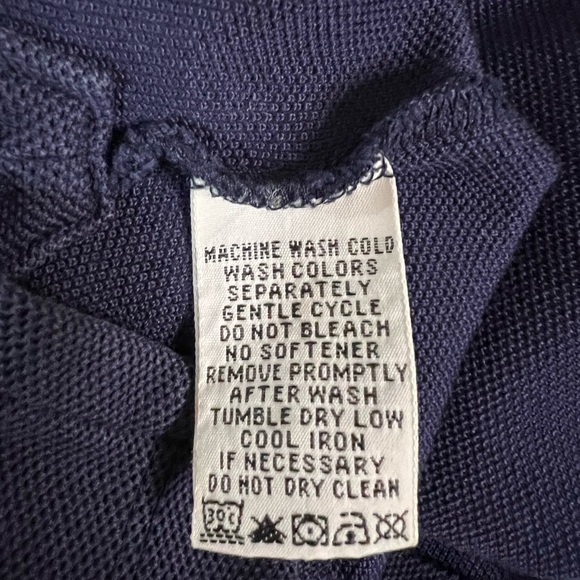 MACHINE WASH COLD
WASH COLORS
SEPARATELY
GENTLE CYCLE
DO NOT BLEACH
NO SOFTENER
REMOVE PROMPTLY
AFTER WASH
TUMBLE DRY LOW
COOL IRON
IF NECESSARY
DO NOT DRY CLEAN
30C